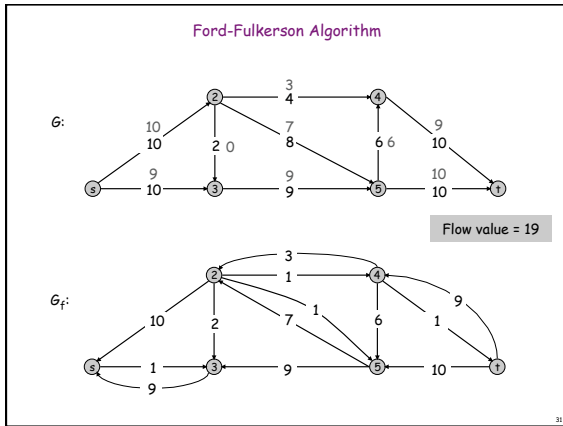 Ford-Fulkerson Algorithm
3
2 4 4
G: 10 7 9
10 2 0 8 6 6 10
9 9 10
s 10 3 9 5 10 t
Flow value = 19
3
2 1 4
Gf: 1 9
10 2 7 6 1
s 1 3 9 5 10 t
9
31